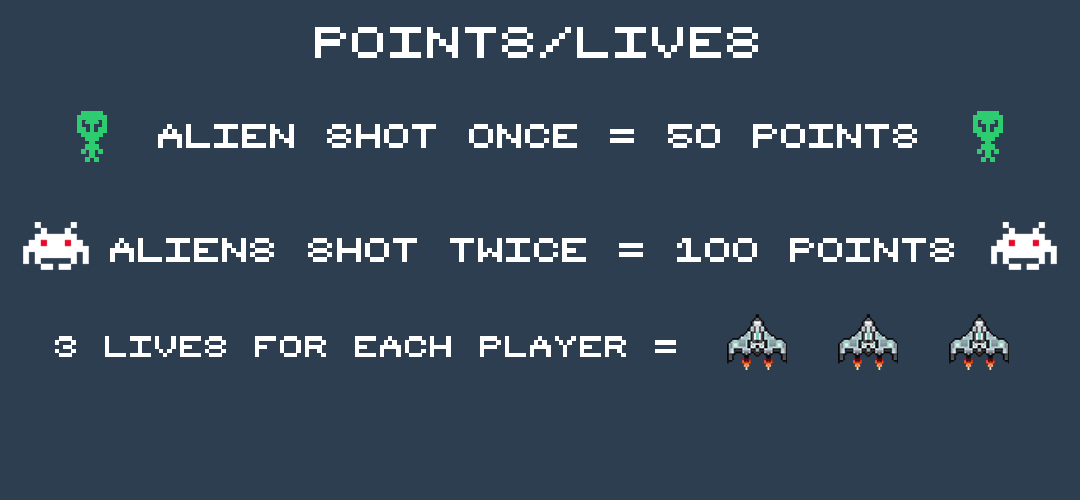 POINTS/LIVES
ALIEN SHOT ONCE = 50 POINTS
ALIENS SHOT TWICE = 100 POINTS
3 LIVES FOR EACH PLAYER =